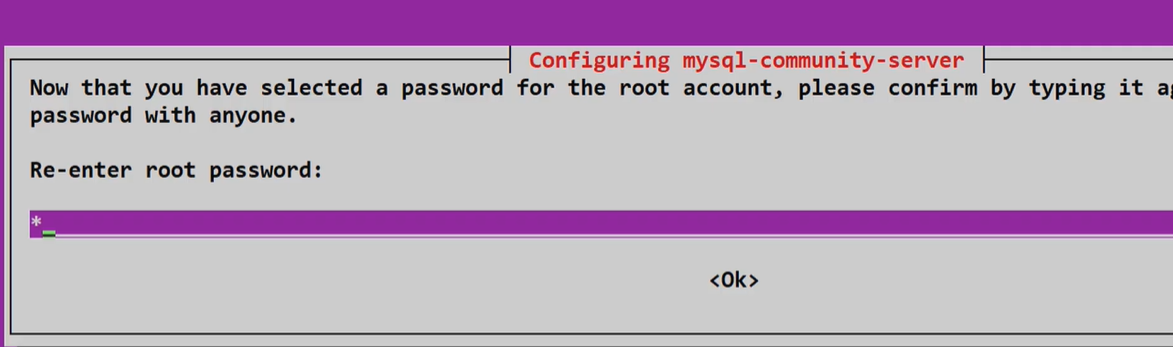 Configuring mysql-community-server
Now that you have selected a password for the root account, please confirm by typing it
password with anyone.
Re-enter root password:
*
<Ok>